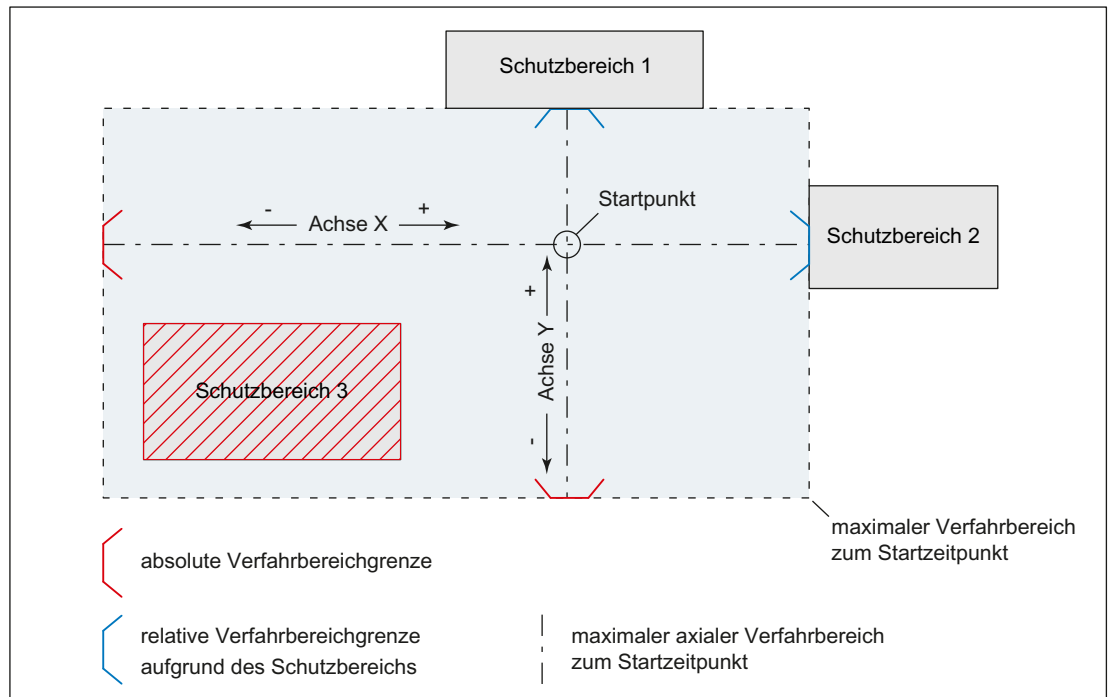 Schutzbereich 1
Startpunkt
- Achse X +
Schutzbereich 2
+
Achse Y
-
Schutzbereich 3
maximaler Verfahrbereich
zum Startzeitpunkt
absolute Verfahrbereichgrenze
relative Verfahrbereichgrenze
aufgrund des Schutzbereichs
maximaler axialer Verfahrbereich
zum Startzeitpunkt